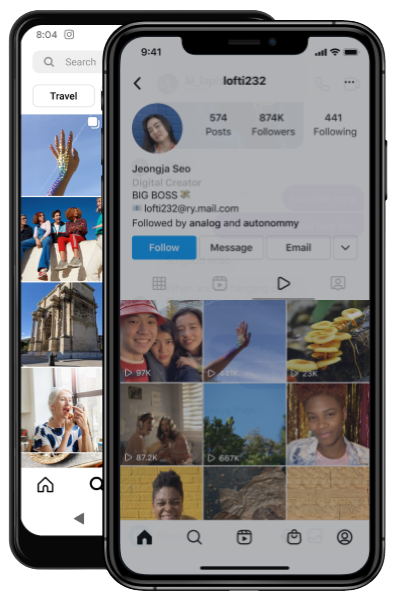 8:04
Search
Travel
9:41
lofti232
574
874K
441
Posts
Followers
Following
Jeongja Seo
Digital Creator
BIG BOSS 💸
📧 lofti232@ry.mail.com
Followed by analog and autonommy
Follow
Message
Email
97K
23K
87.2K
667K